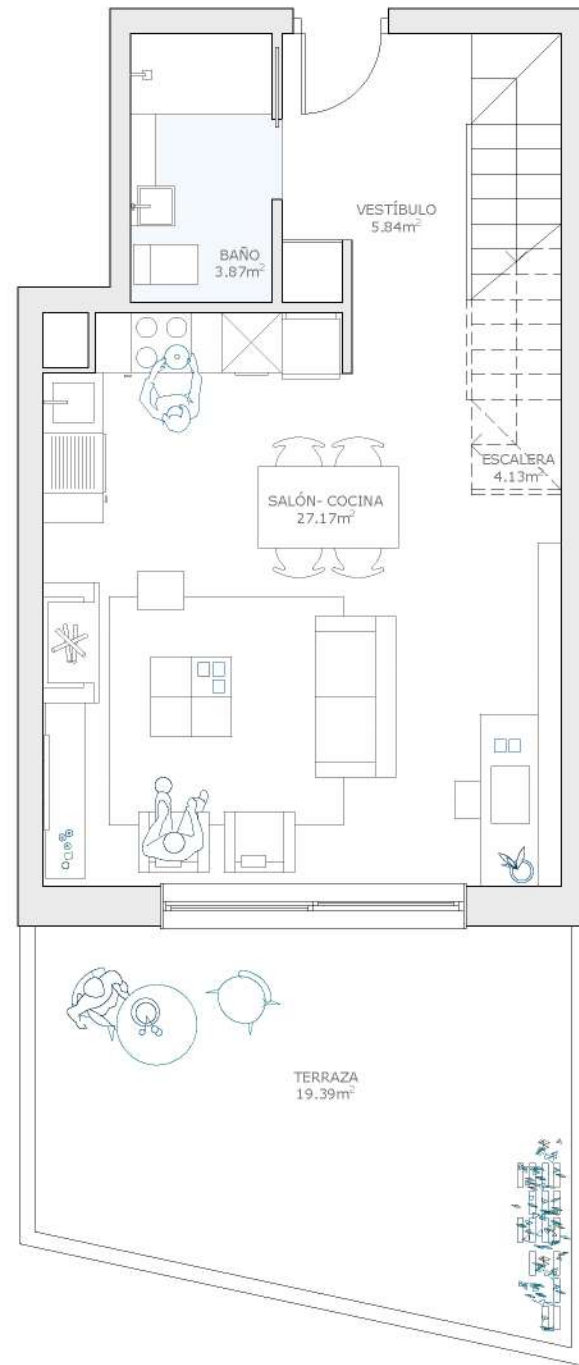 VESTÍBULO
5.84m²
BAÑO
3.87m²
ESCALERA
4.13m²
SALÓN- COCINA
27.17m²
TERRAZA
19.39m²